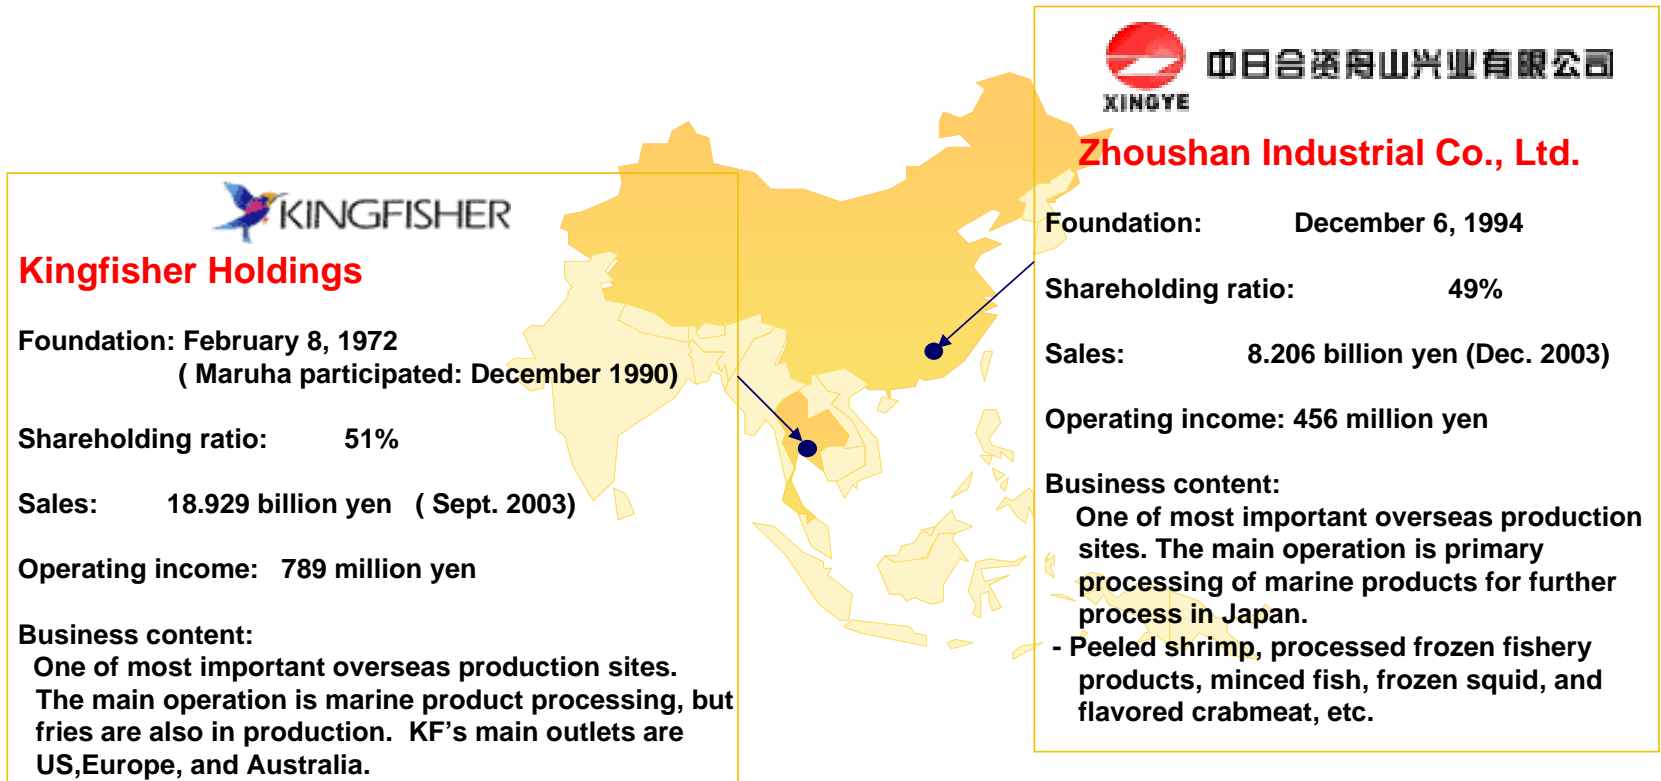 KINGFISHER
Kingfisher Holdings
Foundation: February 8, 1972
( Maruha participated: December 1990)
Shareholding ratio: 51%
Sales: 18.929 billion yen ( Sept. 2003)
Operating income: 789 million yen
Business content:
One of most important overseas production sites.
The main operation is marine product processing, but
fries are also in production. KF’s main outlets are
US,Europe, and Australia.
XINGYE
中日合资舟山兴业有限公司
Zhoushan Industrial Co., Ltd.
Foundation: December 6, 1994
Shareholding ratio: 49%
Sales: 8.206 billion yen (Dec. 2003)
Operating income: 456 million yen
Business content:
One of most important overseas production
sites. The main operation is primary
processing of marine products for further
process in Japan.
- Peeled shrimp, processed frozen fishery
products, minced fish, frozen squid, and
flavored crabmeat, etc.